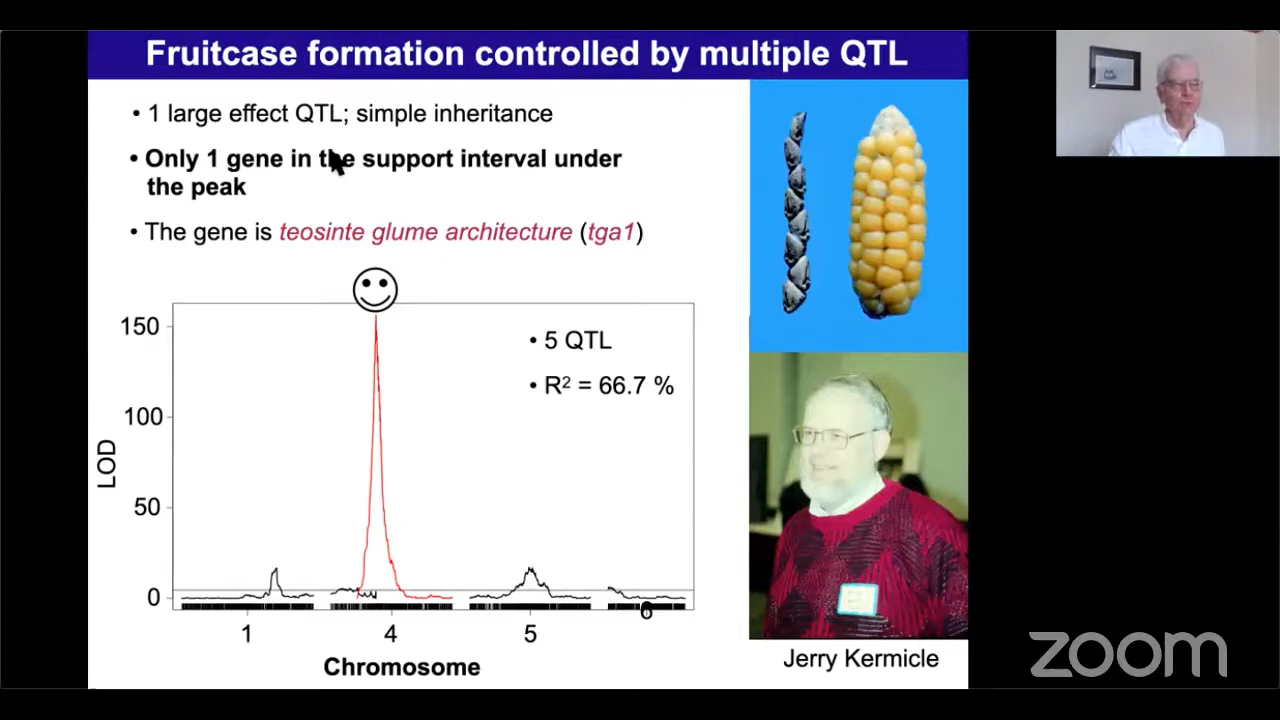 Fruitcase formation controlled by multiple QTL
• 1 large effect QTL; simple inheritance
• Only 1 gene in the support interval under
the peak
• The gene is teosinte glume architecture (tga1)
• 5 QTL
• R² = 66.7 %
150
100
50
0
LOD
1
4
5
6
Chromosome
Jerry Kermicle
zoom